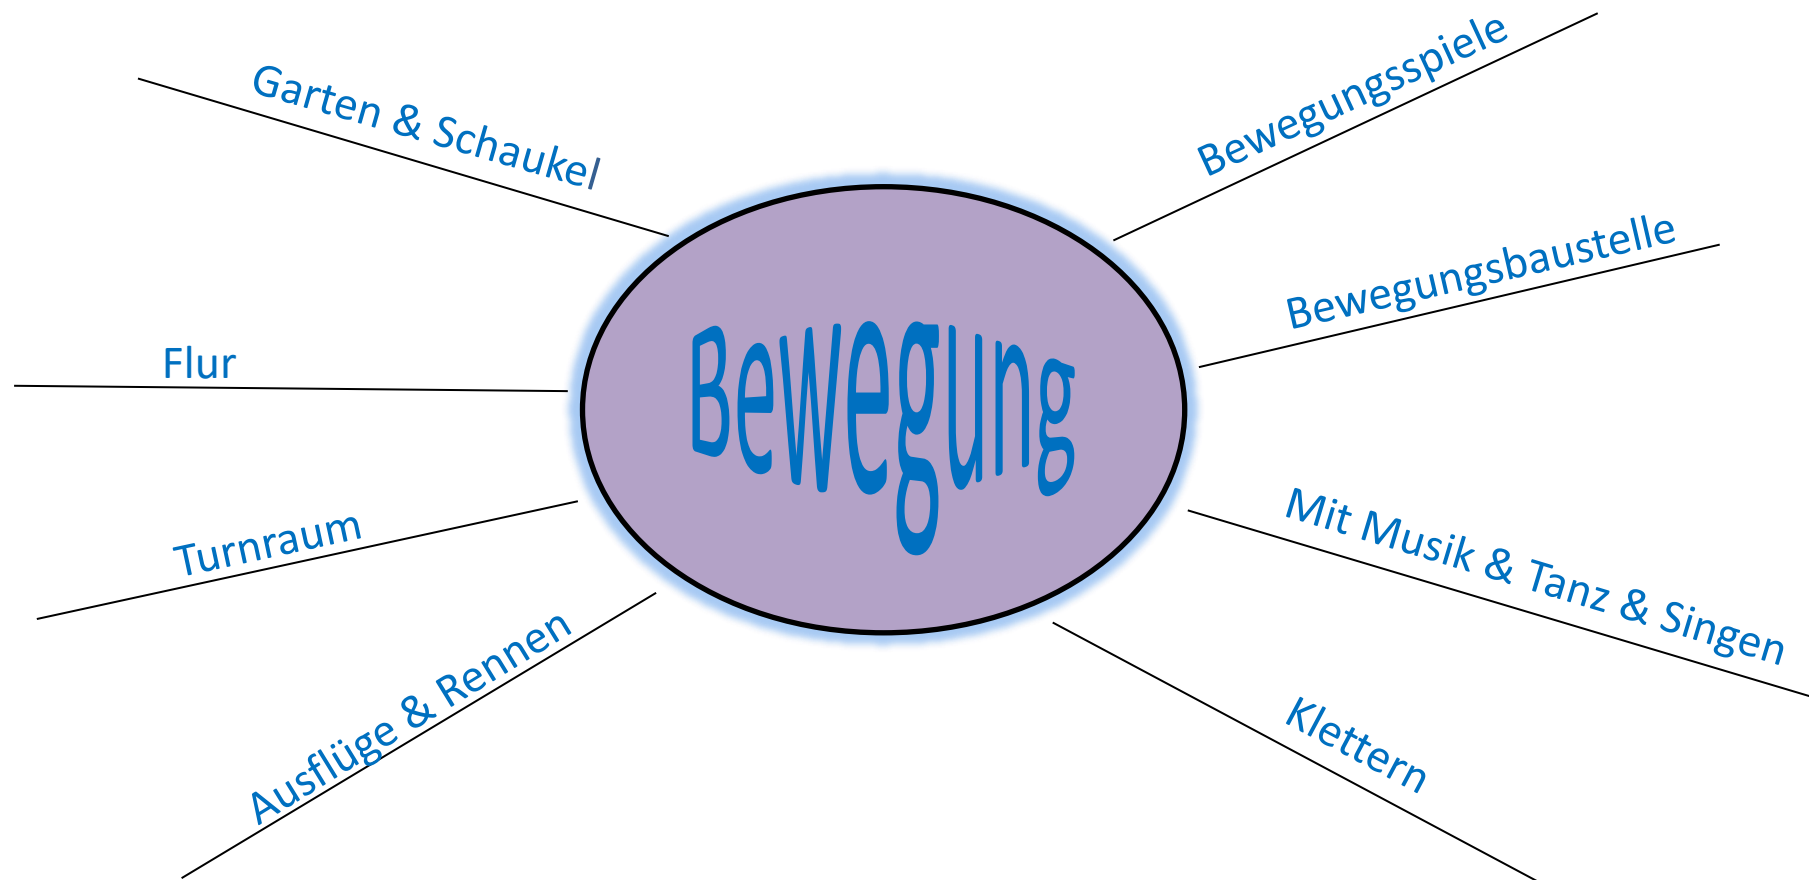 Garten & Schaukel
Bewegungsspiele
Bewegungsbaustelle
Flur
Bewegung
Turnraum
Mit Musik & Tanz & Singen
Ausflüge & Rennen
Klettern